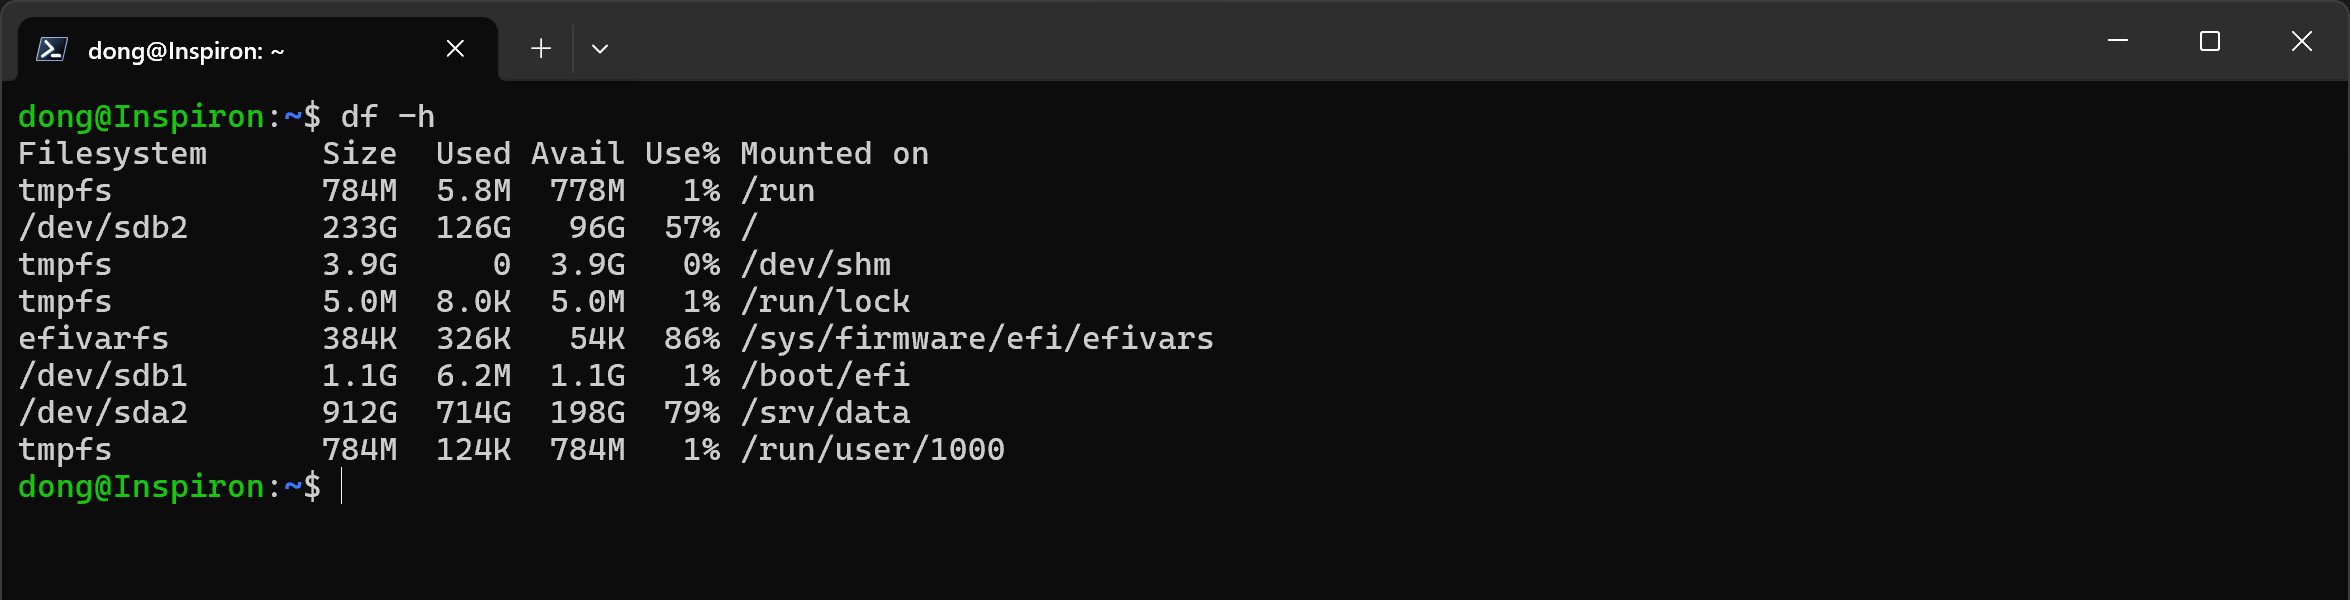 dong@Inspiron: ~
dong@Inspiron:~$ df -h
Filesystem      Size  Used Avail Use% Mounted on
tmpfs           784M  5.8M  778M   1% /run
/dev/sdb2       233G  126G   96G  57% /
tmpfs           3.9G     0  3.9G   0% /dev/shm
tmpfs           5.0M  8.0K  5.0M   1% /run/lock
efivarfs        384K  326K   54K  86% /sys/firmware/efi/efivars
/dev/sdb1       1.1G  6.2M  1.1G   1% /boot/efi
/dev/sda2       912G  714G  198G  79% /srv/data
tmpfs           784M  124K  784M   1% /run/user/1000
dong@Inspiron:~$